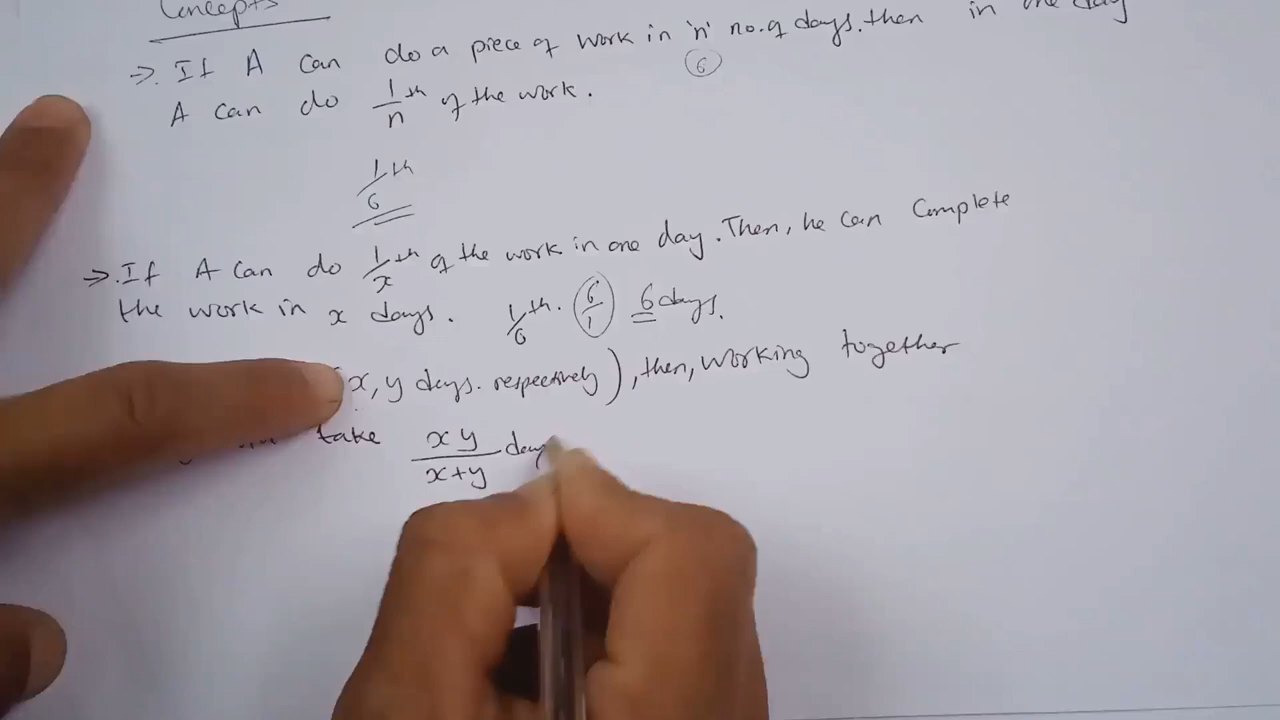 Concepts
⇒. If A can do a piece of work in 'n' no. of days. then in one day
6
A can do 1/n th of the work.
1/6 th
⇒. If A can do 1/x th of the work in one day. Then, he can complete
the work in x days. 1/6 th. 6/1 6 days.
x, y days. respectively), then, working together
take xy/x+y day